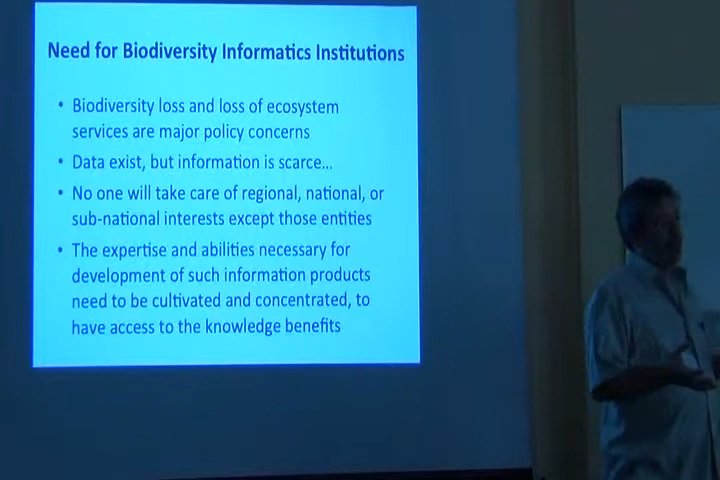 Need for Biodiversity Informatics Institutions
• Biodiversity loss and loss of ecosystem
services are major policy concerns
• Data exist, but information is scarce...
• No one will take care of regional, national, or
sub-national interests except those entities
• The expertise and abilities necessary for
development of such information products
need to be cultivated and concentrated, to
have access to the knowledge benefits